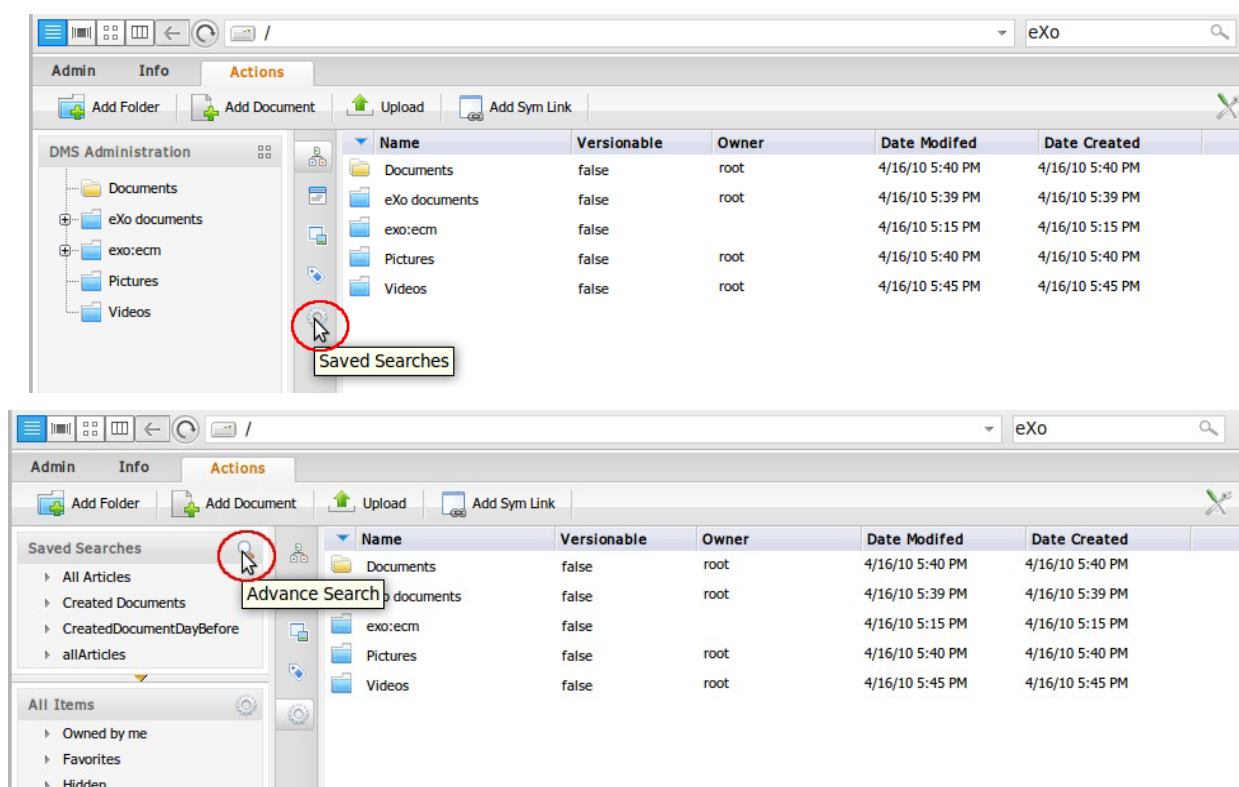 / eXo
Admin Info Actions
Add Folder Add Document Upload Add Sym Link
DMS Administration
Documents
eXo documents
exo:ecm
Pictures
Videos
Name Versionable Owner Date Modifed Date Created
Documents false root 4/16/10 5:40 PM 4/16/10 5:40 PM
eXo documents false root 4/16/10 5:39 PM 4/16/10 5:39 PM
exo:ecm false 4/16/10 5:15 PM 4/16/10 5:15 PM
Pictures false root 4/16/10 5:40 PM 4/16/10 5:40 PM
Videos false root 4/16/10 5:45 PM 4/16/10 5:45 PM
Saved Searches
/ eXo
Admin Info Actions
Add Folder Add Document Upload Add Sym Link
Saved Searches
All Articles
Created Documents
CreatedDocumentDayBefore
allArticles
Advance Search
All Items
Owned by me
Favorites
Hidden
Name Versionable Owner Date Modifed Date Created
Documents false root 4/16/10 5:40 PM 4/16/10 5:40 PM
documents false root 4/16/10 5:39 PM 4/16/10 5:39 PM
exo:ecm false 4/16/10 5:15 PM 4/16/10 5:15 PM
Pictures false root 4/16/10 5:40 PM 4/16/10 5:40 PM
Videos false root 4/16/10 5:45 PM 4/16/10 5:45 PM